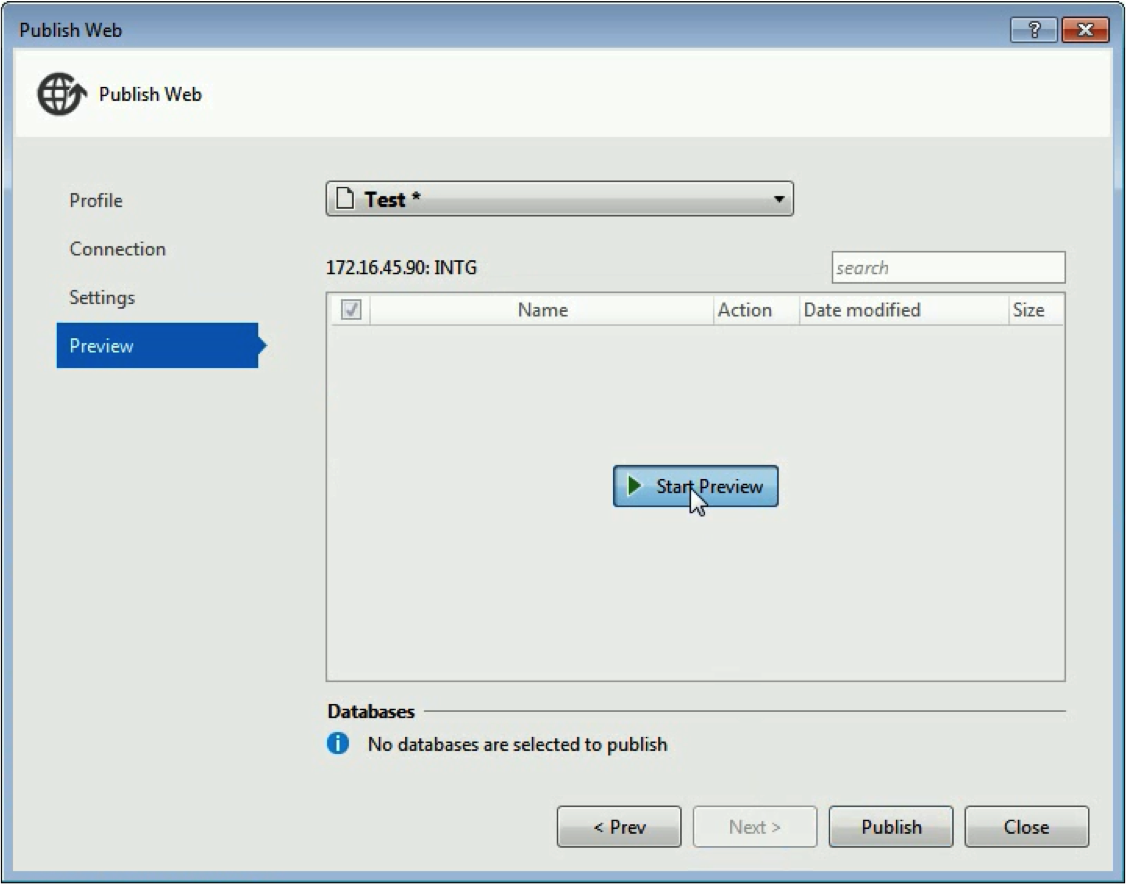 Publish Web
Publish Web
Profile
Connection
Settings
Preview
Test *
172.16.45.90: INTG
search
Name Action Date modified Size
Start Preview
Databases
No databases are selected to publish
< Prev Next > Publish Close